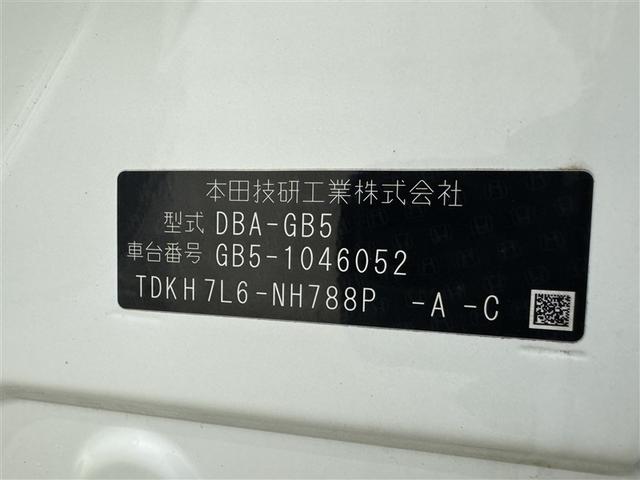 本田技研工業株式会社
型式 DBA-GB5
車台番号 GB5-1046052
TDKH7L6-NH788P -A -C